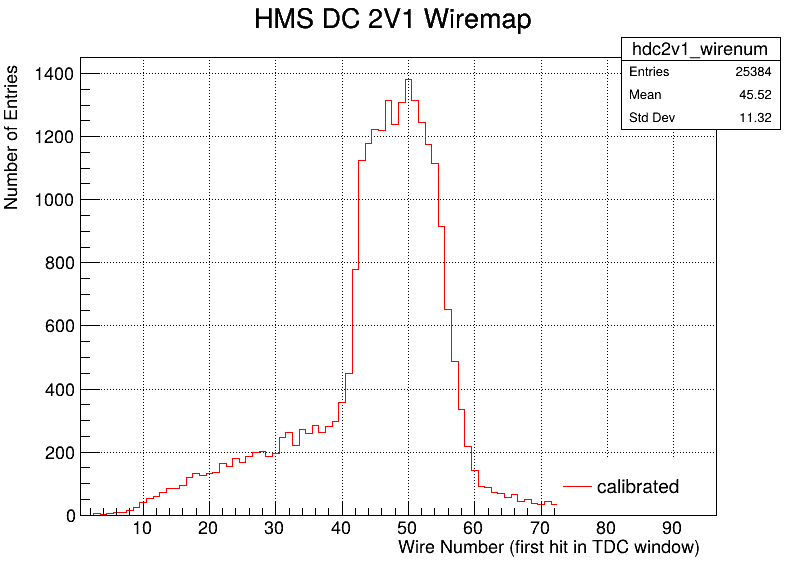 HMS DC 2V1 Wiremap
hdc2v1_wirenum
Entries 25384
Mean 45.52
Std Dev 11.32
Number of Entries
1400
1200
1000
800
600
400
200
0
10 20 30 40 50 60 70 80 90
calibrated
Wire Number (first hit in TDC window)